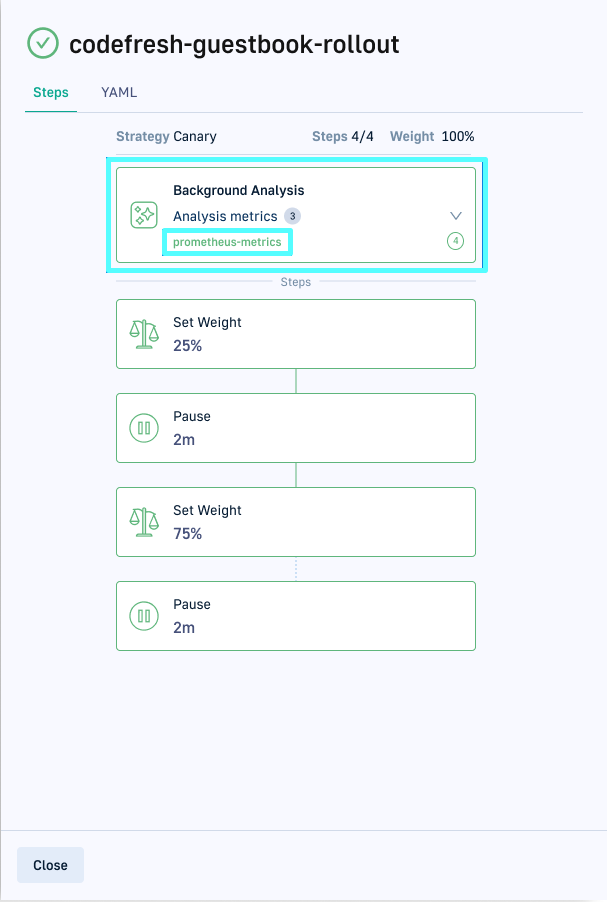 codefresh-guestbook-rollout
Steps YAML
Strategy Canary Steps 4/4 Weight 100%
Background Analysis
Analysis metrics 3
prometheus-metrics 4
Steps
Set Weight
25%
Pause
2m
Set Weight
75%
Pause
2m
Close